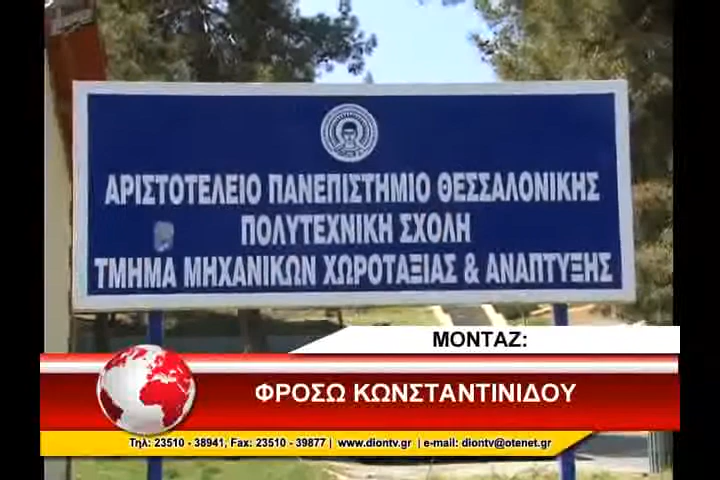 ΑΡΙΣΤΟΤΕΛΕΙΟ ΠΑΝΕΠΙΣΤΗΜΙΟ ΘΕΣΣΑΛΟΝΙΚΗΣ
ΠΟΛΥΤΕΧΝΙΚΗ ΣΧΟΛΗ
ΤΜΗΜΑ ΜΗΧΑΝΙΚΩΝ ΧΩΡΟΤΑΞΙΑΣ & ΑΝΑΠΤΥΞΗΣ
ΜΟΝΤΑΖ:
ΦΡΟΣΩ ΚΩΝΣΤΑΝΤΙΝΙΔΟΥ
Τηλ: 23510 - 38941, Fax: 23510 - 39877 | www.diontv.gr | e-mail: diontv@otenet.gr